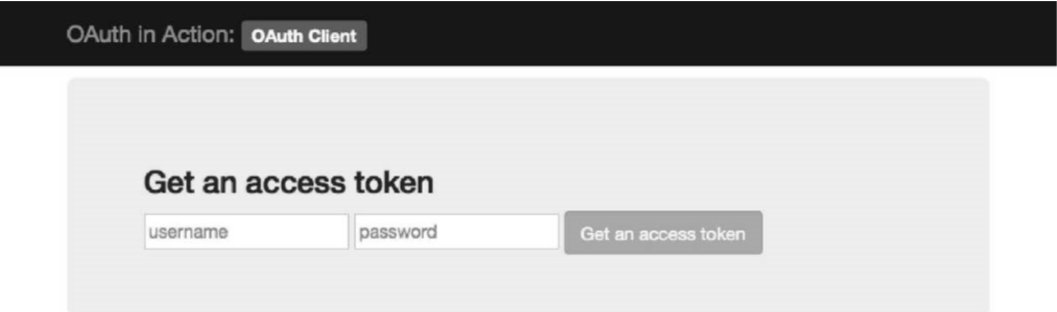 OAuth in Action: OAuth Client
Get an access token
username password Get an access token